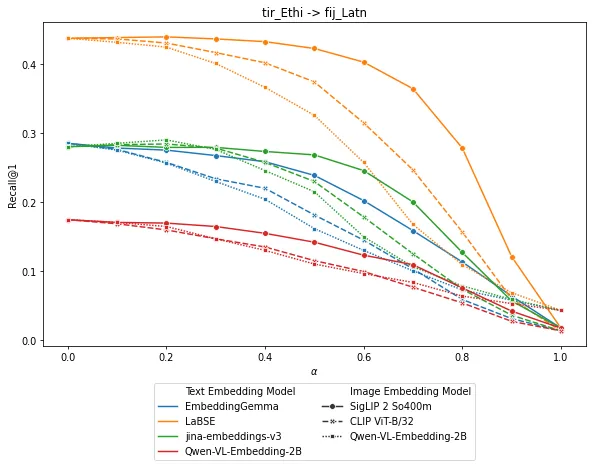 tir_Ethi -> fij_Latn
Recall@1
0.4
0.3
0.2
0.1
0.0
0.0 0.2 0.4 0.6 0.8 1.0
α
Text Embedding Model Image Embedding Model
EmbeddingGemma SigLIP 2 So400m
LaBSE CLIP ViT-B/32
jina-embeddings-v3 Qwen-VL-Embedding-2B
Qwen-VL-Embedding-2B